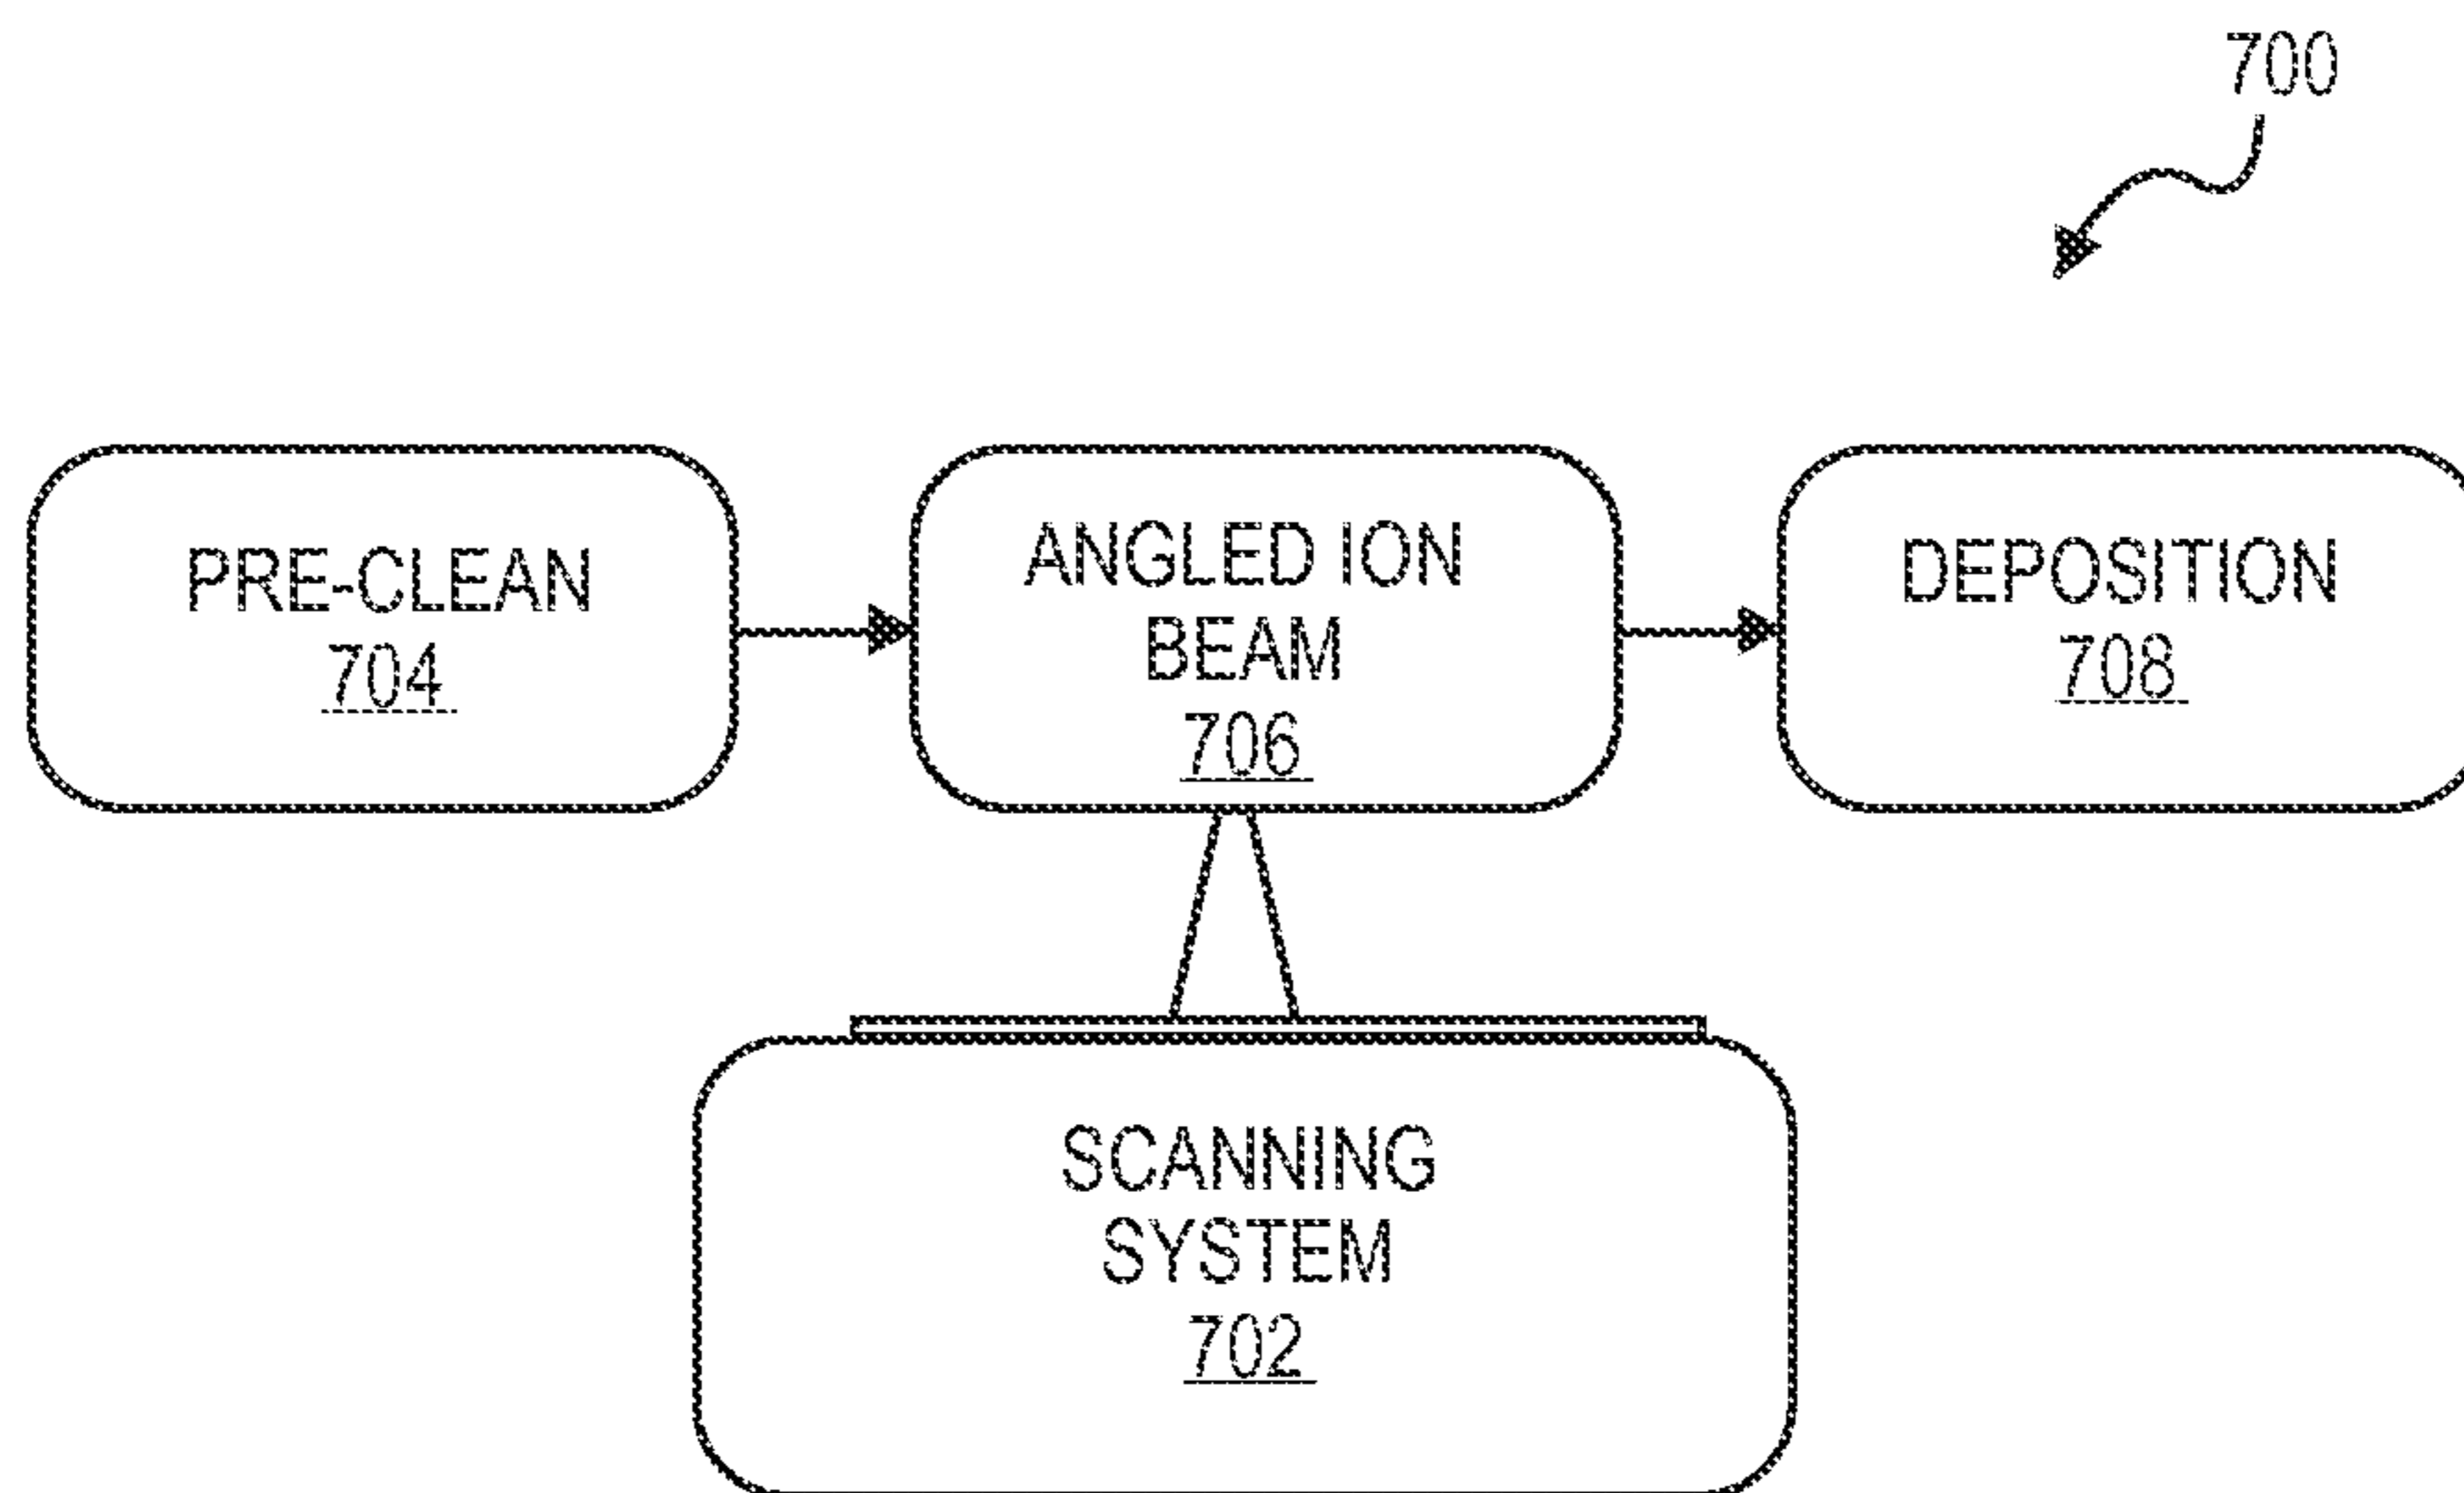 700
PRE-CLEAN
704
ANGLED ION
BEAM
706
DEPOSITION
708
SCANNING
SYSTEM
702